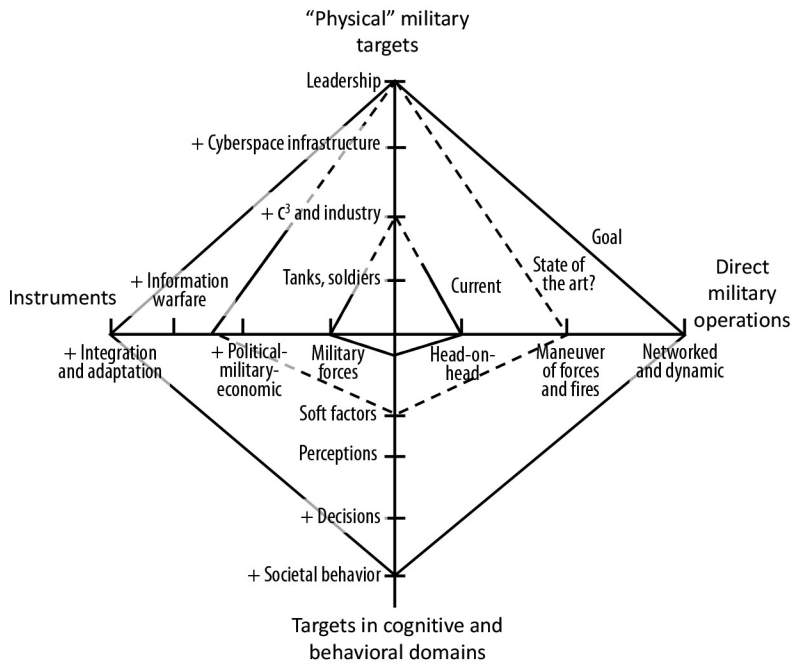 “Physical” military
targets
Leadership
+ Cyberspace infrastructure
+ C³ and industry
Goal
+ Information
warfare
Tanks, soldiers
Current
State of
the art?
Instruments
Direct
military
operations
+ Integration
and adaptation
+ Political-
military-
economic
Military
forces
Head-on-
head
Maneuver
of forces
and fires
Networked
and dynamic
Soft factors
Perceptions
+ Decisions
+ Societal behavior
Targets in cognitive and
behavioral domains